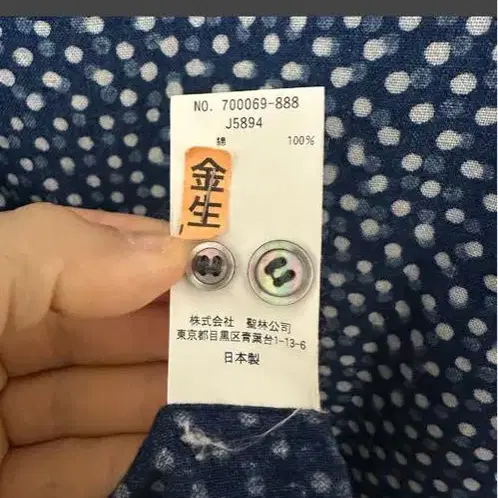 NO. 700069-888
J5894
綿 100%
金生
株式会社 聖林公司
東京都目黒区青葉台1-13-6
日本製